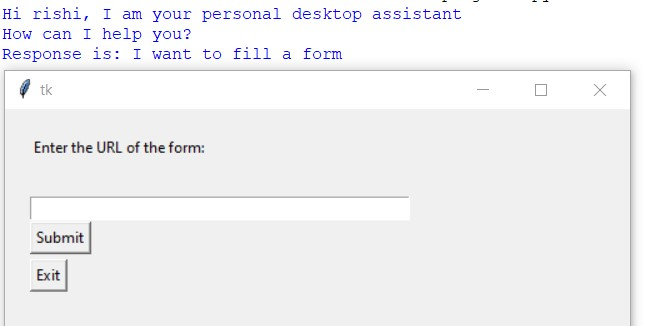 Hi rishi, I am your personal desktop assistant
How can I help you?
Response is: I want to fill a form
tk
Enter the URL of the form:
Submit
Exit